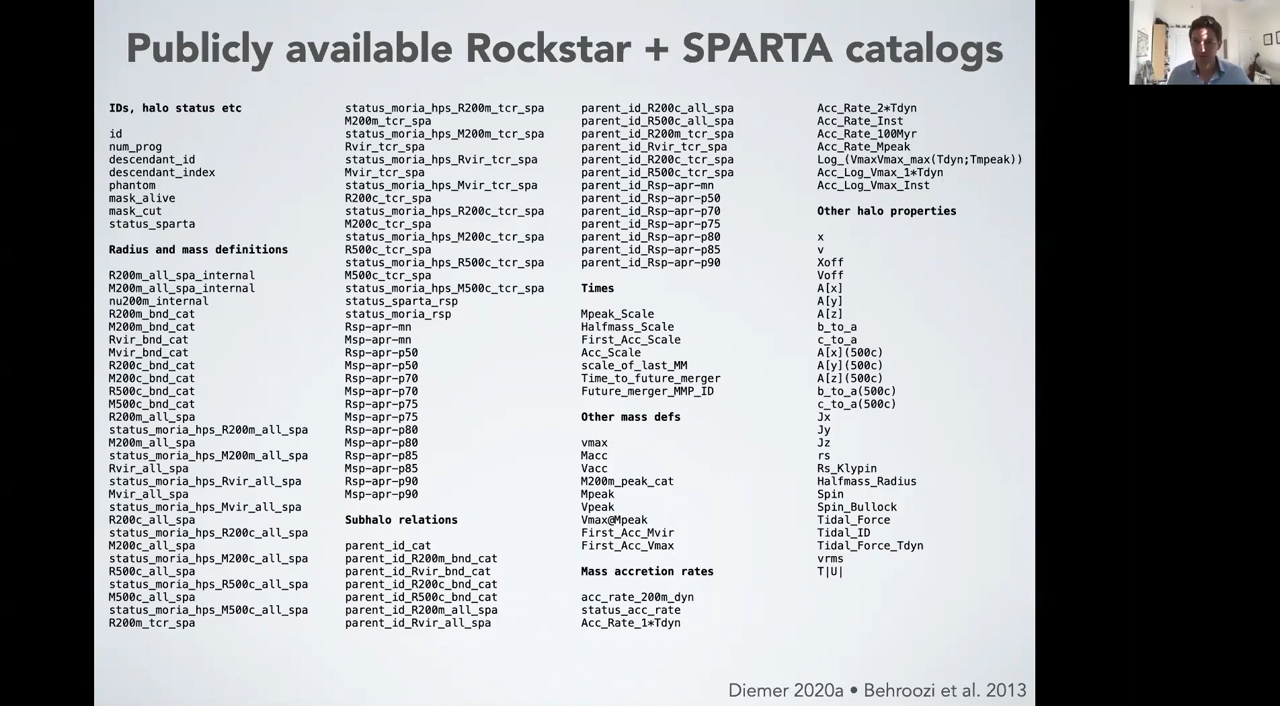 Publicly available Rockstar + SPARTA catalogs
IDs, halo status etc
id
num_prog
descendant_id
descendant_index
phantom
mask_alive
mask_cut
status_sparta
Radius and mass definitions
R200m_all_spa_internal
M200m_all_spa_internal
nu200m_internal
R200m_bnd_cat
M200m_bnd_cat
Rvir_bnd_cat
Mvir_bnd_cat
R200c_bnd_cat
M200c_bnd_cat
R500c_bnd_cat
M500c_bnd_cat
R200m_all_spa
status_moria_hps_R200m_all_spa
M200m_all_spa
status_moria_hps_M200m_all_spa
Rvir_all_spa
status_moria_hps_Rvir_all_spa
Mvir_all_spa
status_moria_hps_Mvir_all_spa
R200c_all_spa
status_moria_hps_R200c_all_spa
M200c_all_spa
status_moria_hps_M200c_all_spa
R500c_all_spa
status_moria_hps_R500c_all_spa
M500c_all_spa
status_moria_hps_M500c_all_spa
R200m_tcr_spa
status_moria_hps_R200m_tcr_spa
M200m_tcr_spa
status_moria_hps_M200m_tcr_spa
Rvir_tcr_spa
status_moria_hps_Rvir_tcr_spa
Mvir_tcr_spa
status_moria_hps_Mvir_tcr_spa
R200c_tcr_spa
status_moria_hps_R200c_tcr_spa
M200c_tcr_spa
status_moria_hps_M200c_tcr_spa
R500c_tcr_spa
status_moria_hps_R500c_tcr_spa
M500c_tcr_spa
status_moria_hps_M500c_tcr_spa
status_sparta_rsp
status_moria_rsp
Rsp-apr-mn
Msp-apr-mn
Rsp-apr-p50
Msp-apr-p50
Rsp-apr-p70
Msp-apr-p70
Rsp-apr-p75
Msp-apr-p75
Rsp-apr-p80
Msp-apr-p80
Rsp-apr-p85
Msp-apr-p85
Rsp-apr-p90
Msp-apr-p90
Subhalo relations
parent_id_cat
parent_id_R200m_bnd_cat
parent_id_Rvir_bnd_cat
parent_id_R200c_bnd_cat
parent_id_R500c_bnd_cat
parent_id_R200m_all_spa
parent_id_Rvir_all_spa
parent_id_R200c_all_spa
parent_id_R500c_all_spa
parent_id_R200m_tcr_spa
parent_id_Rvir_tcr_spa
parent_id_R200c_tcr_spa
parent_id_R500c_tcr_spa
parent_id_Rsp-apr-mn
parent_id_Rsp-apr-p50
parent_id_Rsp-apr-p70
parent_id_Rsp-apr-p75
parent_id_Rsp-apr-p80
parent_id_Rsp-apr-p85
parent_id_Rsp-apr-p90
Times
Mpeak_Scale
Halfmass_Scale
First_Acc_Scale
Acc_Scale
scale_of_last_MM
Time_to_future_merger
Future_merger_MMP_ID
Other mass defs
vmax
Macc
Vacc
M200m_peak_cat
Mpeak
Vpeak
Vmax@Mpeak
First_Acc_Mvir
First_Acc_Vmax
Mass accretion rates
acc_rate_200m_dyn
status_acc_rate
Acc_Rate_1*Tdyn
Acc_Rate_2*Tdyn
Acc_Rate_Inst
Acc_Rate_100Myr
Acc_Rate_Mpeak
Log_(VmaxVmax_max(Tdyn;Tmpeak))
Acc_Log_Vmax_1*Tdyn
Acc_Log_Vmax_Inst
Other halo properties
x
v
Xoff
Voff
A[x]
A[y]
A[z]
b_to_a
c_to_a
A[x](500c)
A[y](500c)
A[z](500c)
b_to_a(500c)
c_to_a(500c)
Jx
Jy
Jz
rs
Rs_Klypin
Halfmass_Radius
Spin
Spin_Bullock
Tidal_Force
Tidal_ID
Tidal_Force_Tdyn
vrms
T|U|
Diemer 2020a • Behroozi et al. 2013